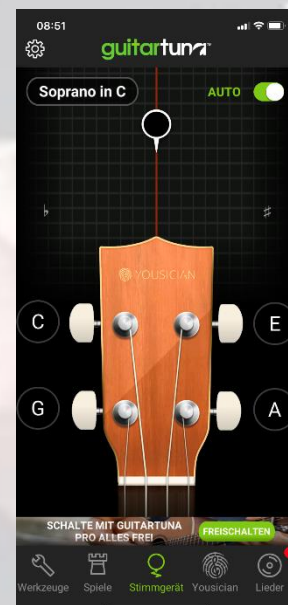 08:51
guitartuna
Soprano in C
AUTO
♭
♯
YOUSICIAN
C
E
G
A
SCHALTE MIT GUITARTUNA
PRO ALLES FREI
FREISCHALTEN
Werkzeuge
Spiele
Stimmgerät
Yousician
Lieder